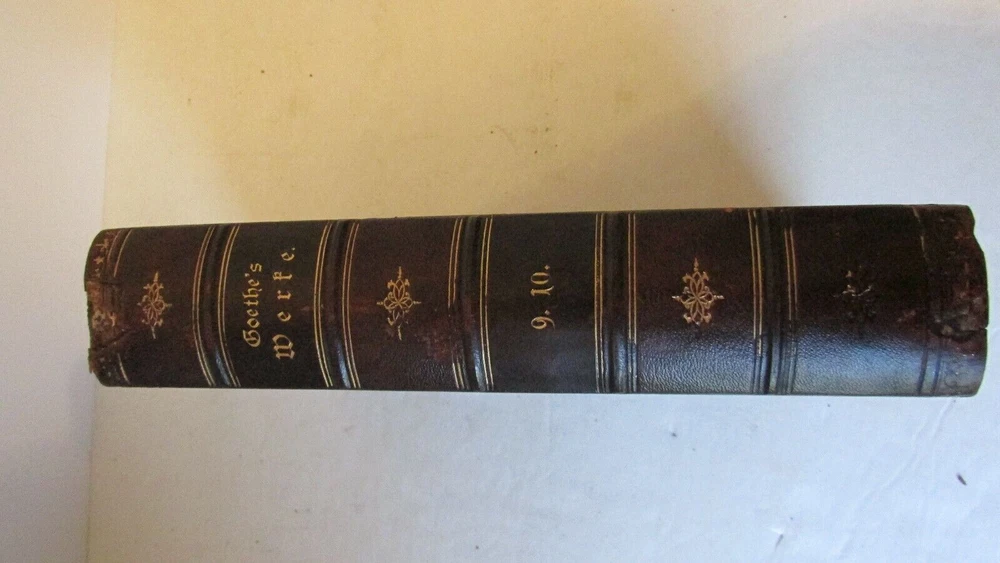 Goethe's
Werke.
9. 10.